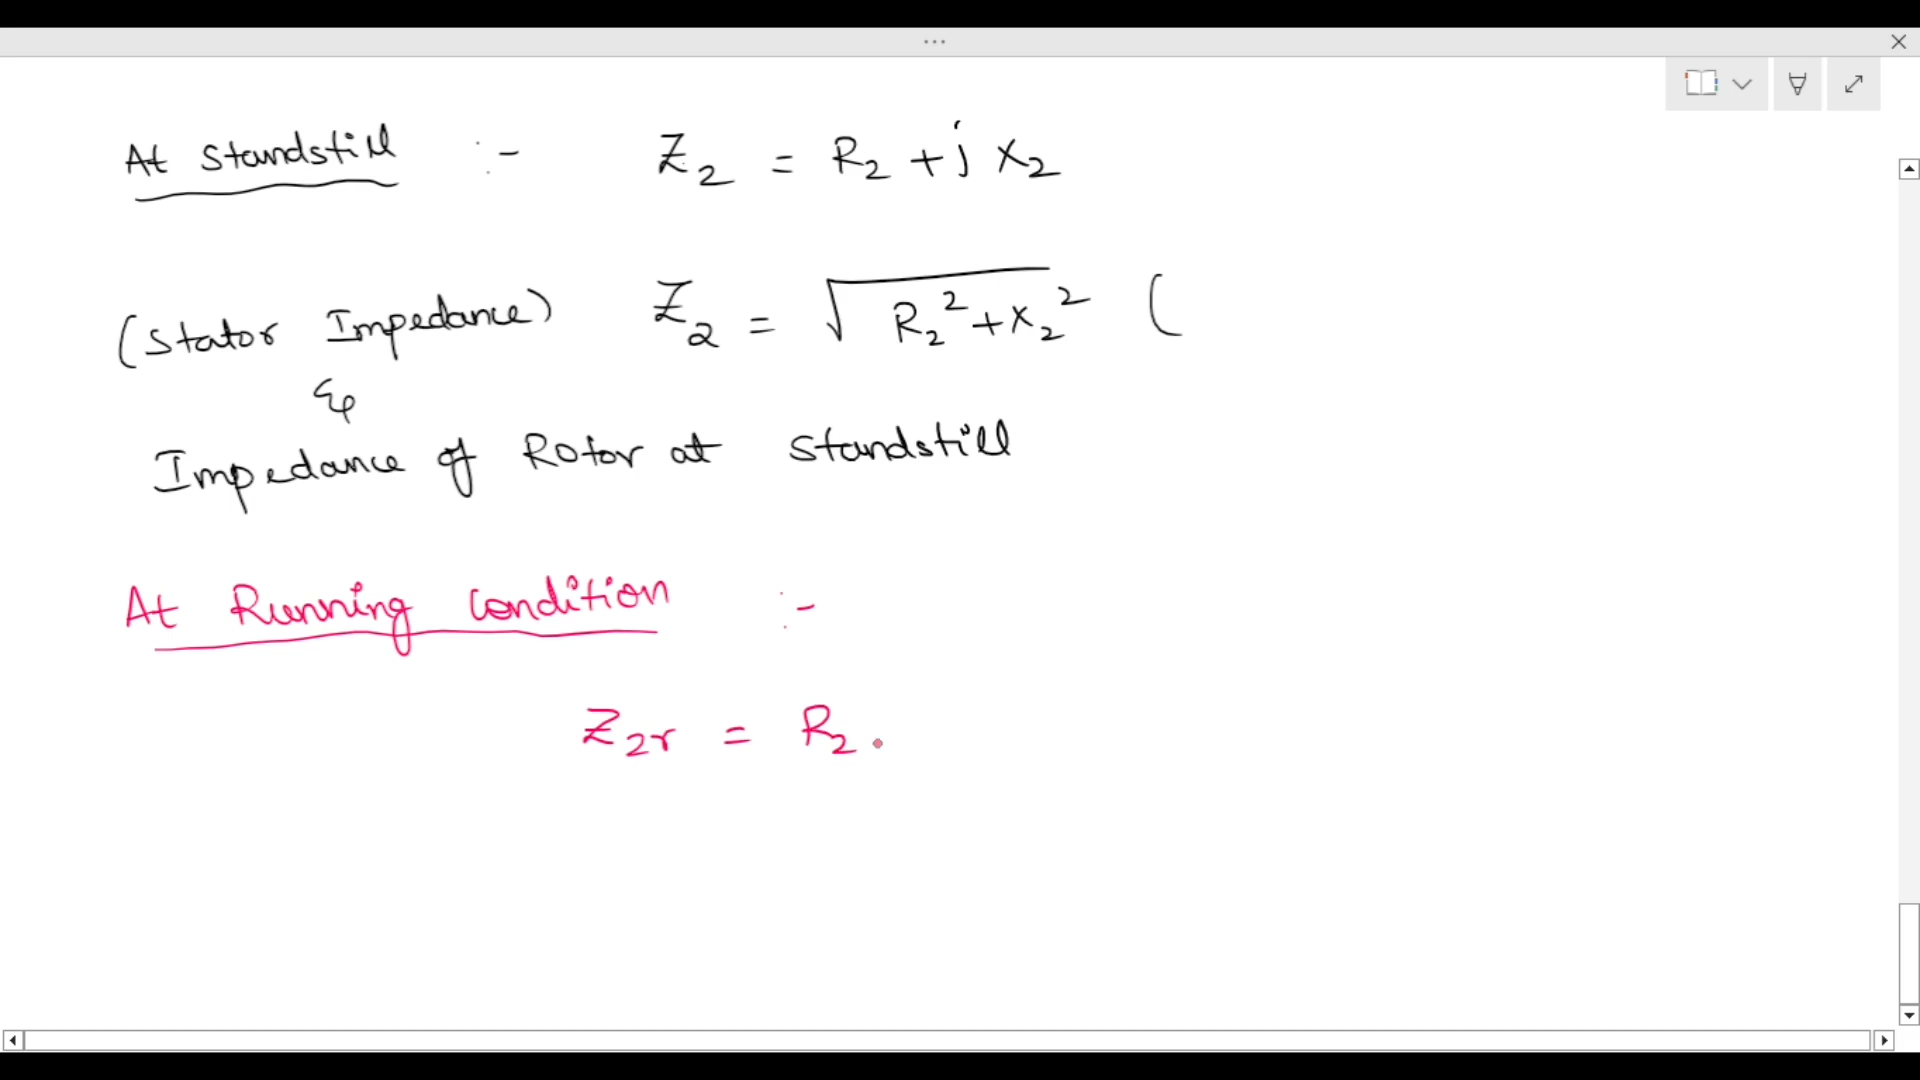 At Standstill :- Z₂ = R₂ + j X₂
(Stator Impedance) Z₂ = √(R₂² + X₂²) (
&
Impedance of Rotor at Standstill
At Running Condition :-
Z₂r = R₂